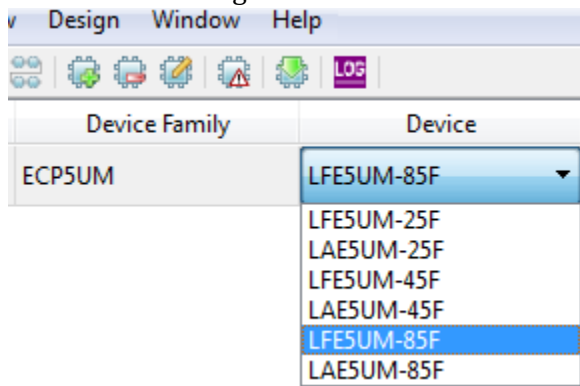 Design Window Help
LOG
Device Family Device
ECP5UM LFE5UM-85F
LFE5UM-25F
LAE5UM-25F
LFE5UM-45F
LAE5UM-45F
LFE5UM-85F
LAE5UM-85F